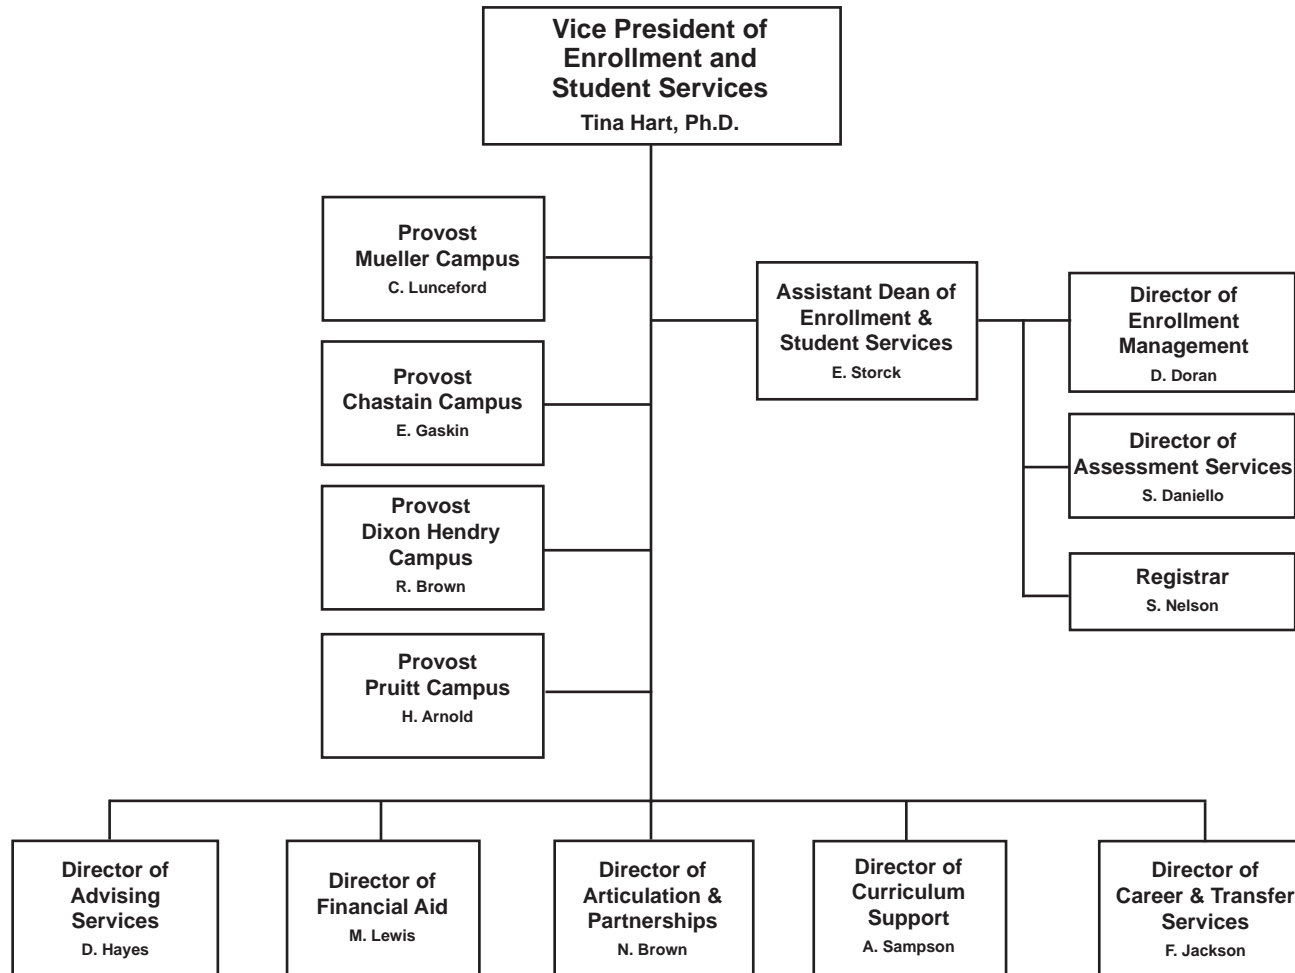 Vice President of
Enrollment and
Student Services
Tina Hart, Ph.D.
Provost
Mueller Campus
C. Lunceford
Assistant Dean of
Enrollment &
Student Services
E. Storck
Director of
Enrollment
Management
D. Doran
Provost
Chastain Campus
E. Gaskin
Director of
Assessment Services
S. Daniello
Provost
Dixon Hendry
Campus
R. Brown
Registrar
S. Nelson
Provost
Pruitt Campus
H. Arnold
Director of
Advising
Services
D. Hayes
Director of
Financial Aid
M. Lewis
Director of
Articulation &
Partnerships
N. Brown
Director of
Curriculum
Support
A. Sampson
Director of
Career & Transfer
Services
F. Jackson